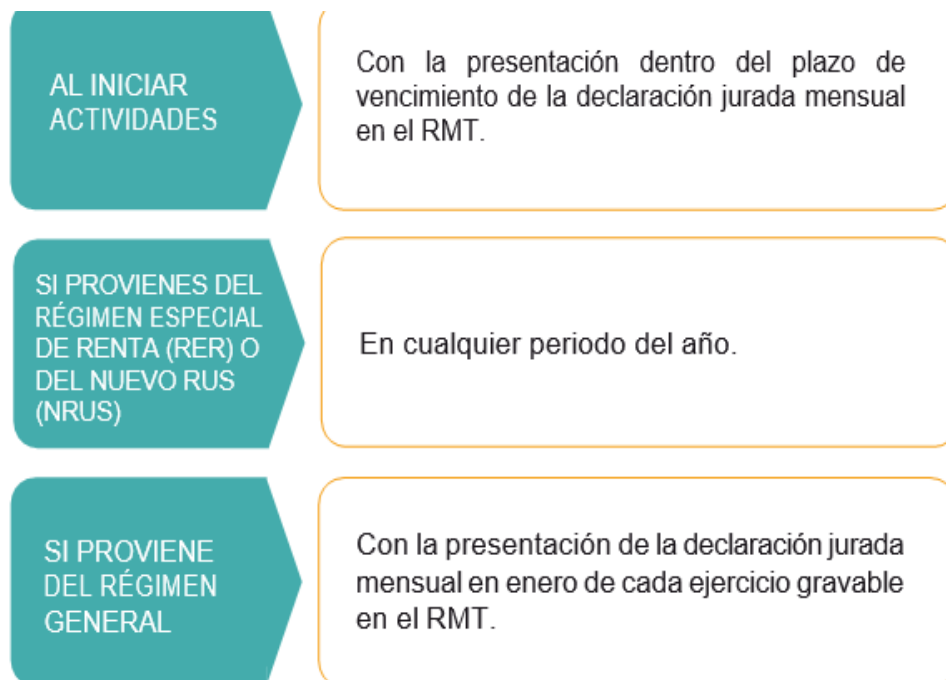 AL INICIAR
ACTIVIDADES
Con la presentación dentro del plazo de
vencimiento de la declaración jurada mensual
en el RMT.
SI PROVIENES DEL
RÉGIMEN ESPECIAL
DE RENTA (RER) O
DEL NUEVO RUS
(NRUS)
En cualquier periodo del año.
SI PROVIENE
DEL RÉGIMEN
GENERAL
Con la presentación de la declaración jurada
mensual en enero de cada ejercicio gravable
en el RMT.